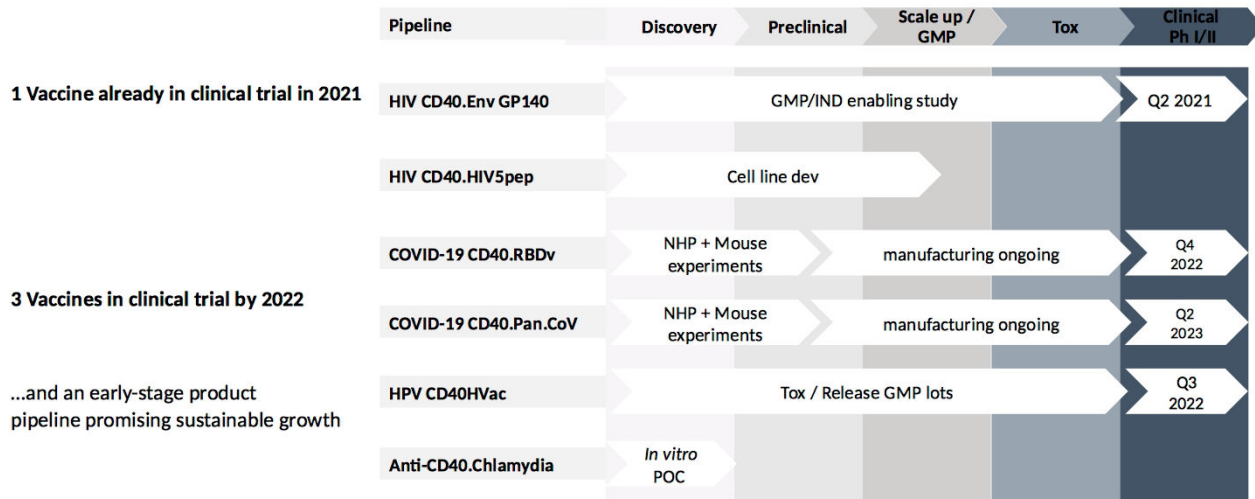 Pipeline
Discovery
Preclinical
Scale up /
GMP
Tox
Clinical
Ph I/II
1 Vaccine already in clinical trial in 2021
HIV CD40.Env GP140
GMP/IND enabling study
Q2 2021
HIV CD40.HIV5pep
Cell line dev
COVID-19 CD40.RBDv
NHP + Mouse
experiments
manufacturing ongoing
Q4
2022
3 Vaccines in clinical trial by 2022
COVID-19 CD40.Pan.CoV
NHP + Mouse
experiments
manufacturing ongoing
Q2
2023
...and an early-stage product
pipeline promising sustainable growth
HPV CD40HVac
Tox / Release GMP lots
Q3
2022
Anti-CD40.Chlamydia
In vitro
POC